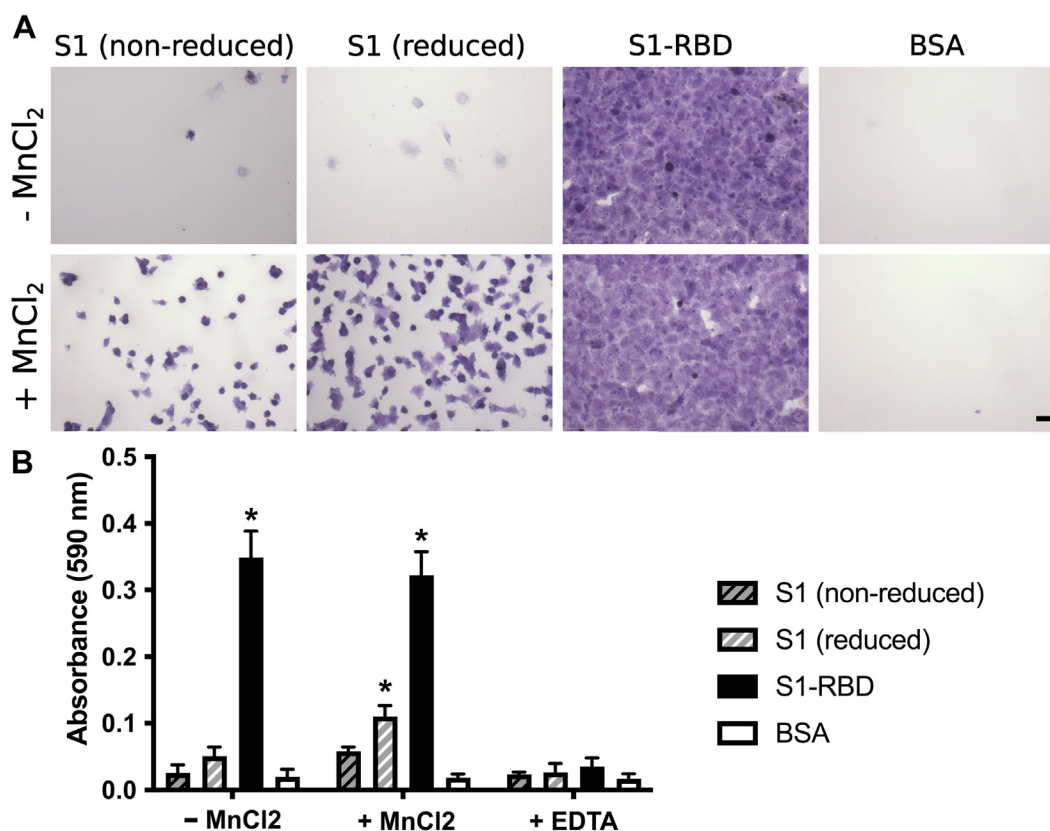 A
S1 (non-reduced) S1 (reduced) S1-RBD BSA
- MnCl2
+ MnCl2
B
Absorbance (590 nm)
0.5
0.4
0.3
0.2
0.1
0.0
* * *
- MnCl2 + MnCl2 + EDTA
S1 (non-reduced)
S1 (reduced)
S1-RBD
BSA